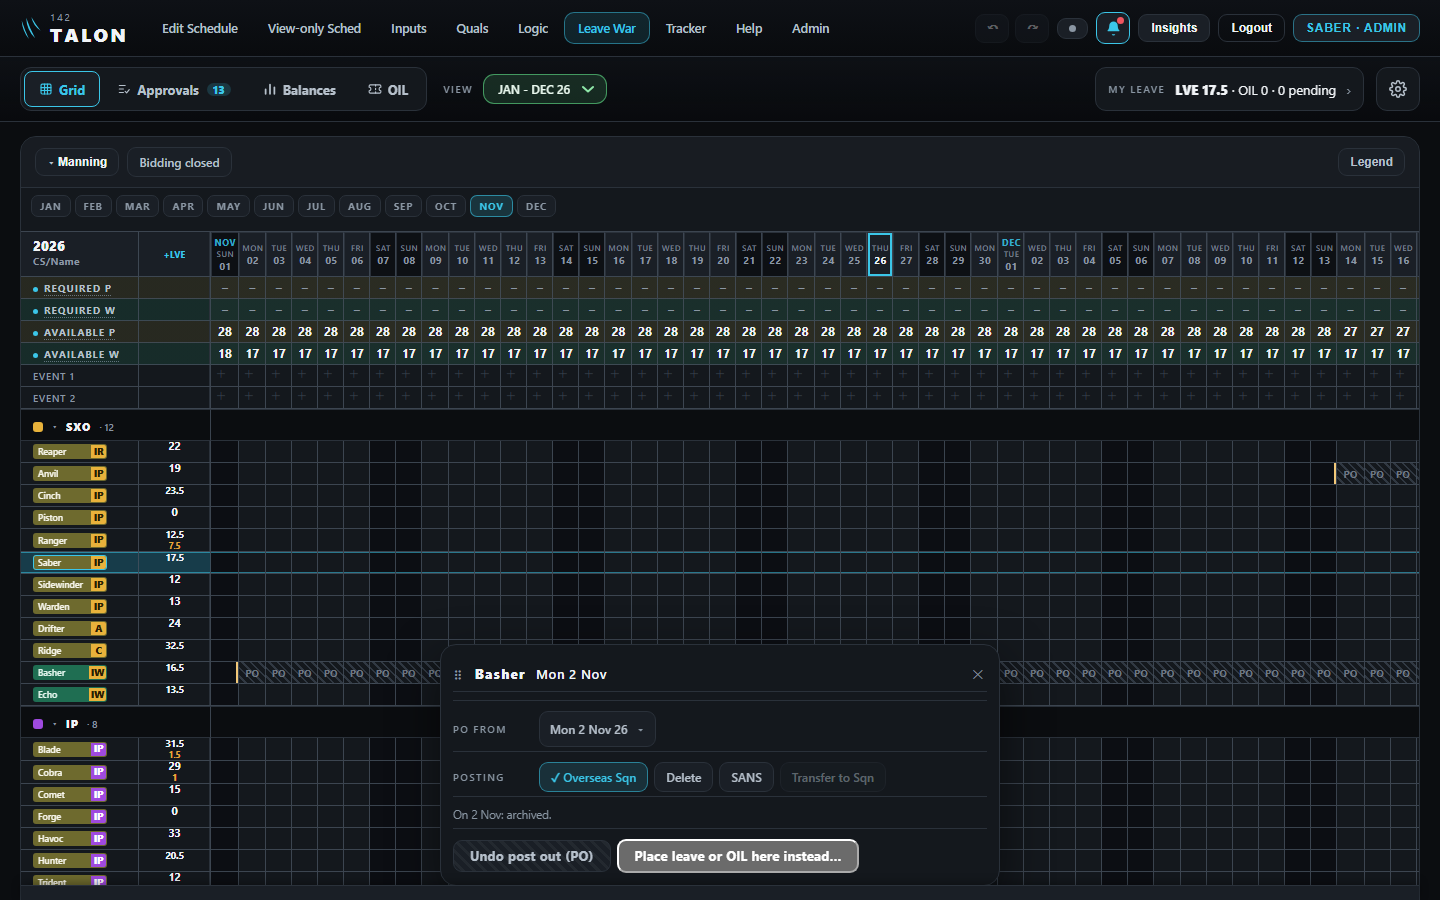 142
TALON
Edit Schedule
View-only Sched
Inputs
Quals
Logic
Leave War
Tracker
Help
Admin
Insights
Logout
SABER · ADMIN
Grid
Approvals 13
Balances
OIL
VIEW
JAN - DEC 26
MY LEAVE LVE 17.5 · OIL 0 · 0 pending ›
Manning
Bidding closed
Legend
JAN FEB MAR APR MAY JUN JUL AUG SEP OCT NOV DEC
2026
CS/Name
+LVE
NOV SUN 01
MON 02
TUE 03
WED 04
THU 05
FRI 06
SAT 07
SUN 08
MON 09
TUE 10
WED 11
THU 12
FRI 13
SAT 14
SUN 15
MON 16
TUE 17
WED 18
THU 19
FRI 20
SAT 21
SUN 22
MON 23
TUE 24
WED 25
THU 26
FRI 27
SAT 28
SUN 29
MON 30
DEC TUE 01
WED 02
THU 03
FRI 04
SAT 05
SUN 06
MON 07
TUE 08
WED 09
THU 10
FRI 11
SAT 12
SUN 13
MON 14
TUE 15
WED 16
REQUIRED P – – – – – – – – – – – – – – – – – – – – – – – – – – – – – – – – – – – – – – – – – – – – – –
REQUIRED W – – – – – – – – – – – – – – – – – – – – – – – – – – – – – – – – – – – – – – – – – – – – – –
AVAILABLE P 28 28 28 28 28 28 28 28 28 28 28 28 28 28 28 28 28 28 28 28 28 28 28 28 28 28 28 28 28 28 28 28 28 28 28 28 28 28 28 28 28 28 28 27 27 27
AVAILABLE W 18 17 17 17 17 17 17 17 17 17 17 17 17 17 17 17 17 17 17 17 17 17 17 17 17 17 17 17 17 17 17 17 17 17 17 17 17 17 17 17 17 17 17 17 17 17
EVENT 1 + + + + + + + + + + + + + + + + + + + + + + + + + + + + + + + + + + + + + + + + + + + + + +
EVENT 2 + + + + + + + + + + + + + + + + + + + + + + + + + + + + + + + + + + + + + + + + + + + + + +
SXO · 12
Reaper IR 22
Anvil IP 19 PO PO PO
Cinch IP 23.5
Piston IP 0
Ranger IP 12.5
7.5
Saber IP 17.5
Sidewinder IP 12
Warden IP 13
Drifter A 24
Ridge C 32.5
Basher IW 16.5 PO PO PO PO PO PO PO PO PO PO PO PO PO PO PO PO PO PO PO PO PO PO PO PO
Echo IW 13.5
IP · 8
Blade IP 31.5
1.5
Cobra IP 29
1
Comet IP 15
Forge IP 0
Havoc IP 33
Hunter IP 20.5
Trident IP 12
Basher Mon 2 Nov
PO FROM Mon 2 Nov 26
POSTING ✓ Overseas Sqn Delete SANS Transfer to Sqn
On 2 Nov: archived.
Undo post out (PO)
Place leave or OIL here instead...